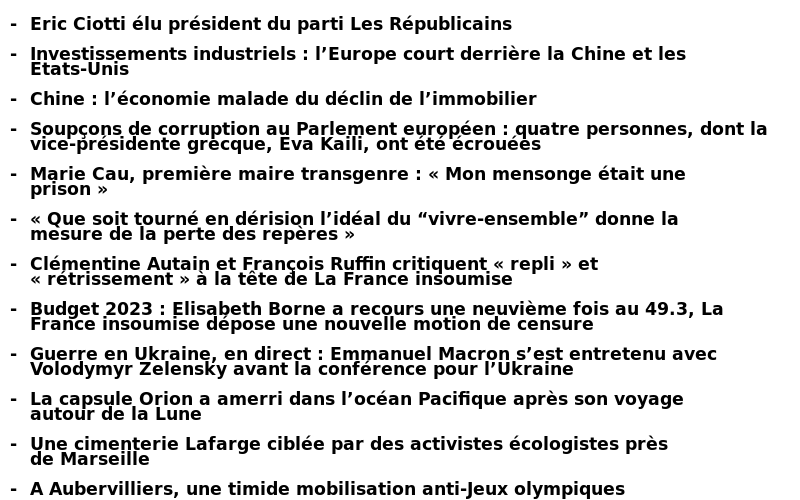 - Eric Ciotti élu président du parti Les Républicains
- Investissements industriels : l’Europe court derrière la Chine et les
Etats-Unis
- Chine : l’économie malade du déclin de l’immobilier
- Soupçons de corruption au Parlement européen : quatre personnes, dont la
vice-présidente grecque, Eva Kaili, ont été écrouées
- Marie Cau, première maire transgenre : « Mon mensonge était une
prison »
- « Que soit tourné en dérision l’idéal du “vivre-ensemble” donne la
mesure de la perte des repères »
- Clémentine Autain et François Ruffin critiquent « repli » et
« rétrissement » à la tête de La France insoumise
- Budget 2023 : Elisabeth Borne a recours une neuvième fois au 49.3, La
France insoumise dépose une nouvelle motion de censure
- Guerre en Ukraine, en direct : Emmanuel Macron s’est entretenu avec
Volodymyr Zelensky avant la conférence pour l’Ukraine
- La capsule Orion a amerri dans l’océan Pacifique après son voyage
autour de la Lune
- Une cimenterie Lafarge ciblée par des activistes écologistes près
de Marseille
- A Aubervilliers, une timide mobilisation anti-Jeux olympiques